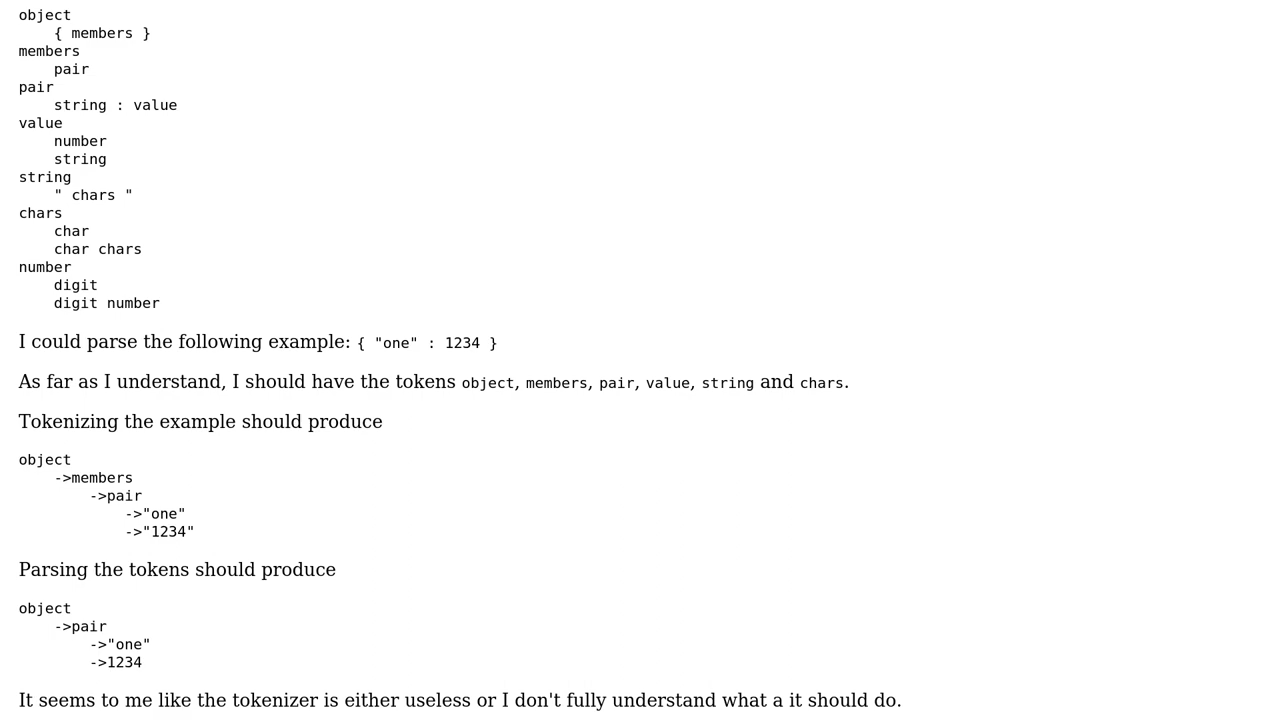 object
    { members }
members
    pair
pair
    string : value
value
    number
    string
string
    " chars "
chars
    char
    char chars
number
    digit
    digit number
I could parse the following example: { "one" : 1234 }
As far as I understand, I should have the tokens object, members, pair, value, string and chars.
Tokenizing the example should produce
object
    ->members
        ->pair
            ->"one"
            ->"1234"
Parsing the tokens should produce
object
    ->pair
        ->"one"
        ->1234
It seems to me like the tokenizer is either useless or I don't fully understand what a it should do.